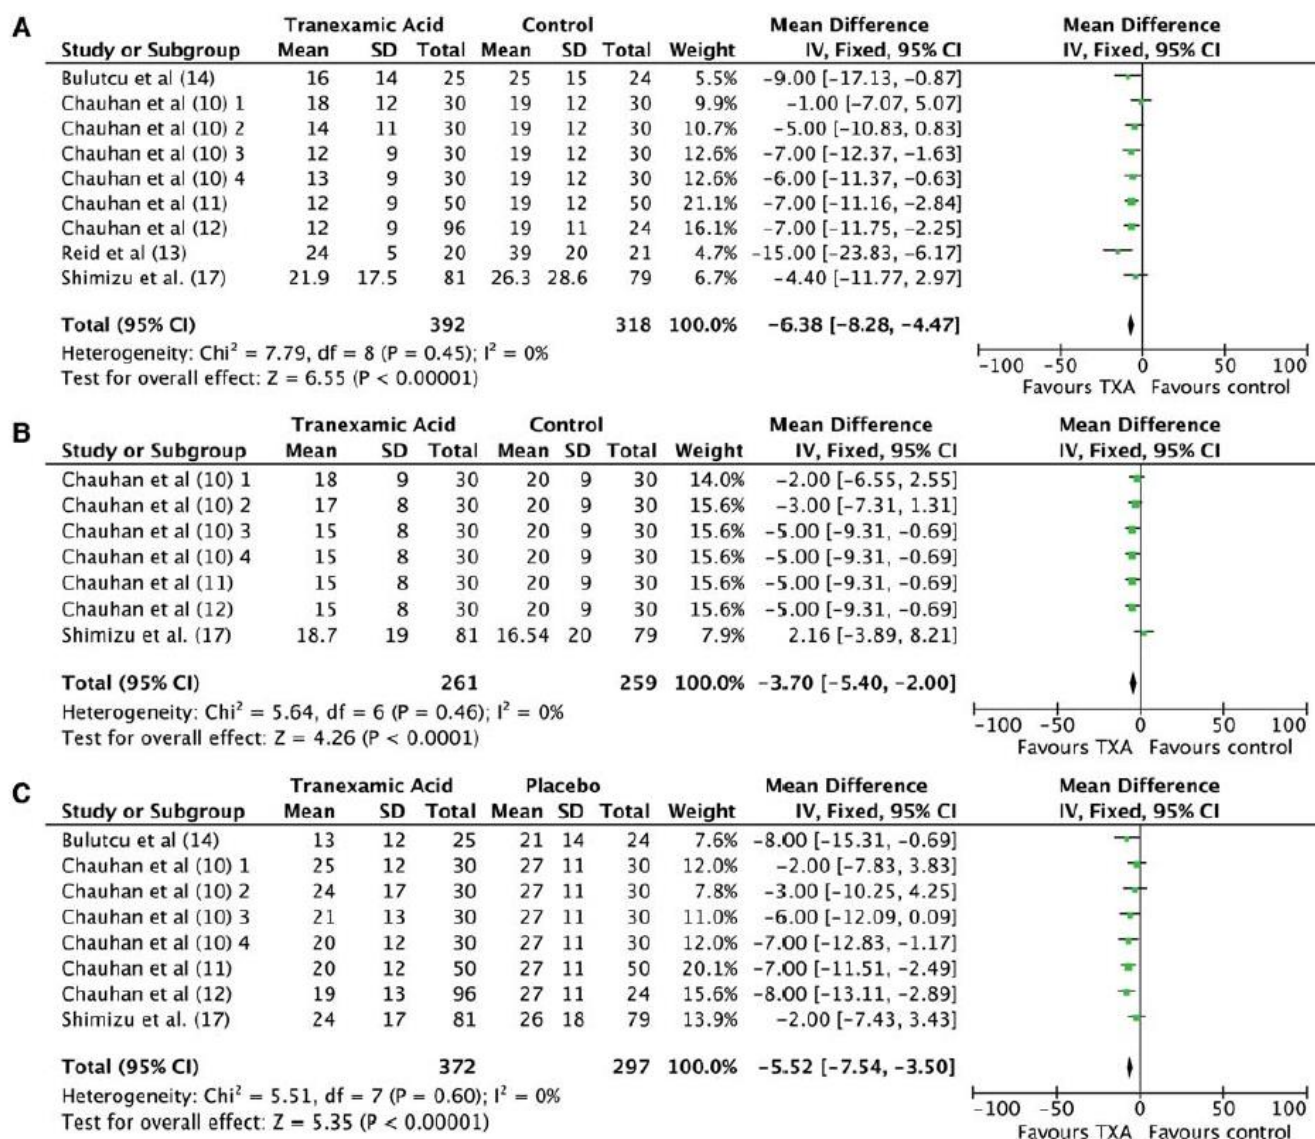 A
Tranexamic Acid Control Mean Difference Mean Difference
Study or Subgroup Mean SD Total Mean SD Total Weight IV, Fixed, 95% CI IV, Fixed, 95% CI
Bulutcu et al (14) 16 14 25 25 15 24 5.5% −9.00 [−17.13, −0.87]
Chauhan et al (10) 1 18 12 30 19 12 30 9.9% −1.00 [−7.07, 5.07]
Chauhan et al (10) 2 14 11 30 19 12 30 10.7% −5.00 [−10.83, 0.83]
Chauhan et al (10) 3 12 9 30 19 12 30 12.6% −7.00 [−12.37, −1.63]
Chauhan et al (10) 4 13 9 30 19 12 30 12.6% −6.00 [−11.37, −0.63]
Chauhan et al (11) 12 9 50 19 12 50 21.1% −7.00 [−11.16, −2.84]
Chauhan et al (12) 12 9 96 19 11 24 16.1% −7.00 [−11.75, −2.25]
Reid et al (13) 24 5 20 39 20 21 4.7% −15.00 [−23.83, −6.17]
Shimizu et al. (17) 21.9 17.5 81 26.3 28.6 79 6.7% −4.40 [−11.77, 2.97]
Total (95% CI) 392 318 100.0% −6.38 [−8.28, −4.47]
Heterogeneity: Chi² = 7.79, df = 8 (P = 0.45); I² = 0%
Test for overall effect: Z = 6.55 (P < 0.00001)
−100 −50 0 50 100
Favours TXA Favours control
B
Tranexamic Acid Control Mean Difference Mean Difference
Study or Subgroup Mean SD Total Mean SD Total Weight IV, Fixed, 95% CI IV, Fixed, 95% CI
Chauhan et al (10) 1 18 9 30 20 9 30 14.0% −2.00 [−6.55, 2.55]
Chauhan et al (10) 2 17 8 30 20 9 30 15.6% −3.00 [−7.31, 1.31]
Chauhan et al (10) 3 15 8 30 20 9 30 15.6% −5.00 [−9.31, −0.69]
Chauhan et al (10) 4 15 8 30 20 9 30 15.6% −5.00 [−9.31, −0.69]
Chauhan et al (11) 15 8 30 20 9 30 15.6% −5.00 [−9.31, −0.69]
Chauhan et al (12) 15 8 30 20 9 30 15.6% −5.00 [−9.31, −0.69]
Shimizu et al. (17) 18.7 19 81 16.54 20 79 7.9% 2.16 [−3.89, 8.21]
Total (95% CI) 261 259 100.0% −3.70 [−5.40, −2.00]
Heterogeneity: Chi² = 5.64, df = 6 (P = 0.46); I² = 0%
Test for overall effect: Z = 4.26 (P < 0.0001)
−100 −50 0 50 100
Favours TXA Favours control
C
Tranexamic Acid Placebo Mean Difference Mean Difference
Study or Subgroup Mean SD Total Mean SD Total Weight IV, Fixed, 95% CI IV, Fixed, 95% CI
Bulutcu et al (14) 13 12 25 21 14 24 7.6% −8.00 [−15.31, −0.69]
Chauhan et al (10) 1 25 12 30 27 11 30 12.0% −2.00 [−7.83, 3.83]
Chauhan et al (10) 2 24 17 30 27 11 30 7.8% −3.00 [−10.25, 4.25]
Chauhan et al (10) 3 21 13 30 27 11 30 11.0% −6.00 [−12.09, 0.09]
Chauhan et al (10) 4 20 12 30 27 11 30 12.0% −7.00 [−12.83, −1.17]
Chauhan et al (11) 20 12 50 27 11 50 20.1% −7.00 [−11.51, −2.49]
Chauhan et al (12) 19 13 96 27 11 24 15.6% −8.00 [−13.11, −2.89]
Shimizu et al. (17) 24 17 81 26 18 79 13.9% −2.00 [−7.43, 3.43]
Total (95% CI) 372 297 100.0% −5.52 [−7.54, −3.50]
Heterogeneity: Chi² = 5.51, df = 7 (P = 0.60); I² = 0%
Test for overall effect: Z = 5.35 (P < 0.00001)
−100 −50 0 50 100
Favours TXA Favours control